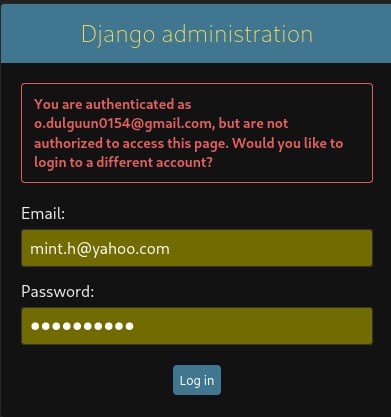 Django administration
You are authenticated as
o.dulguun0154@gmail.com, but are not
authorized to access this page. Would you like to
login to a different account?
Email:
mint.h@yahoo.com
Password:
●●●●●●●●●●
Log in